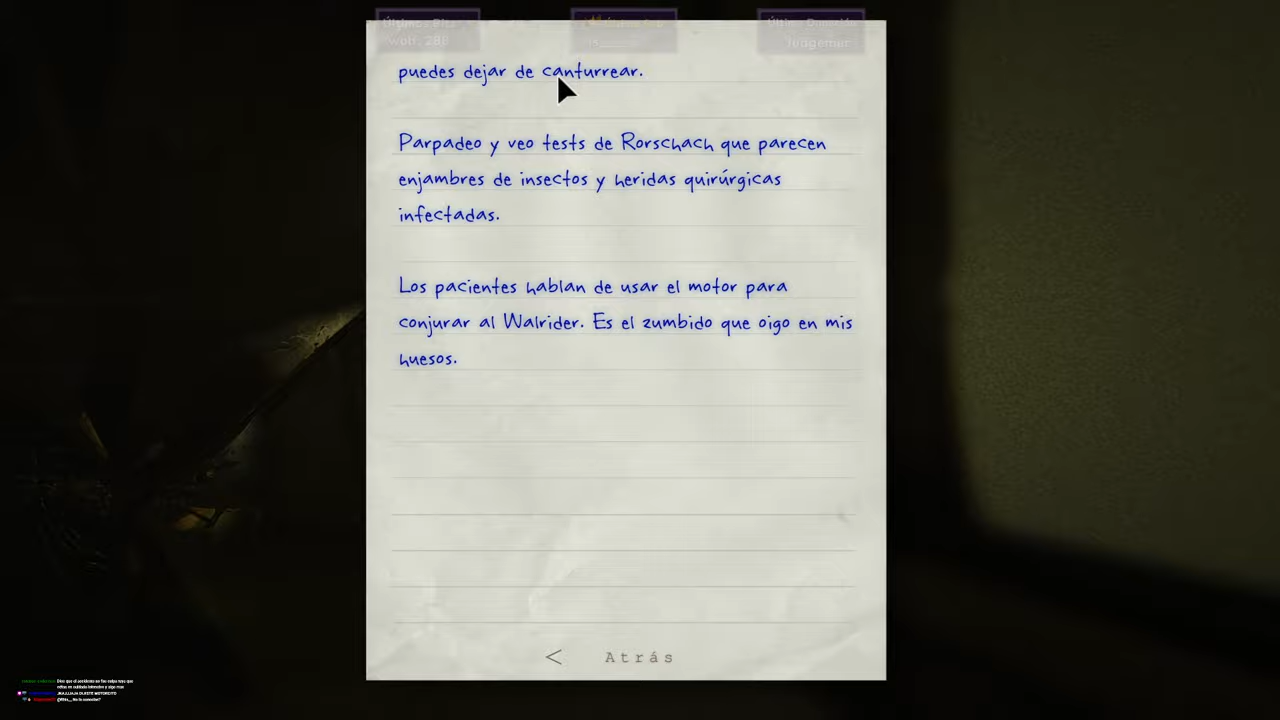 puedes dejar de canturrear.
Parpadeo y veo tests de Rorschach que parecen
enjambres de insectos y heridas quirúrgicas
infectadas.
Los pacientes hablan de usar el motor para
conjurar al Walrider. Es el zumbido que oigo en mis
huesos.
< Atrás